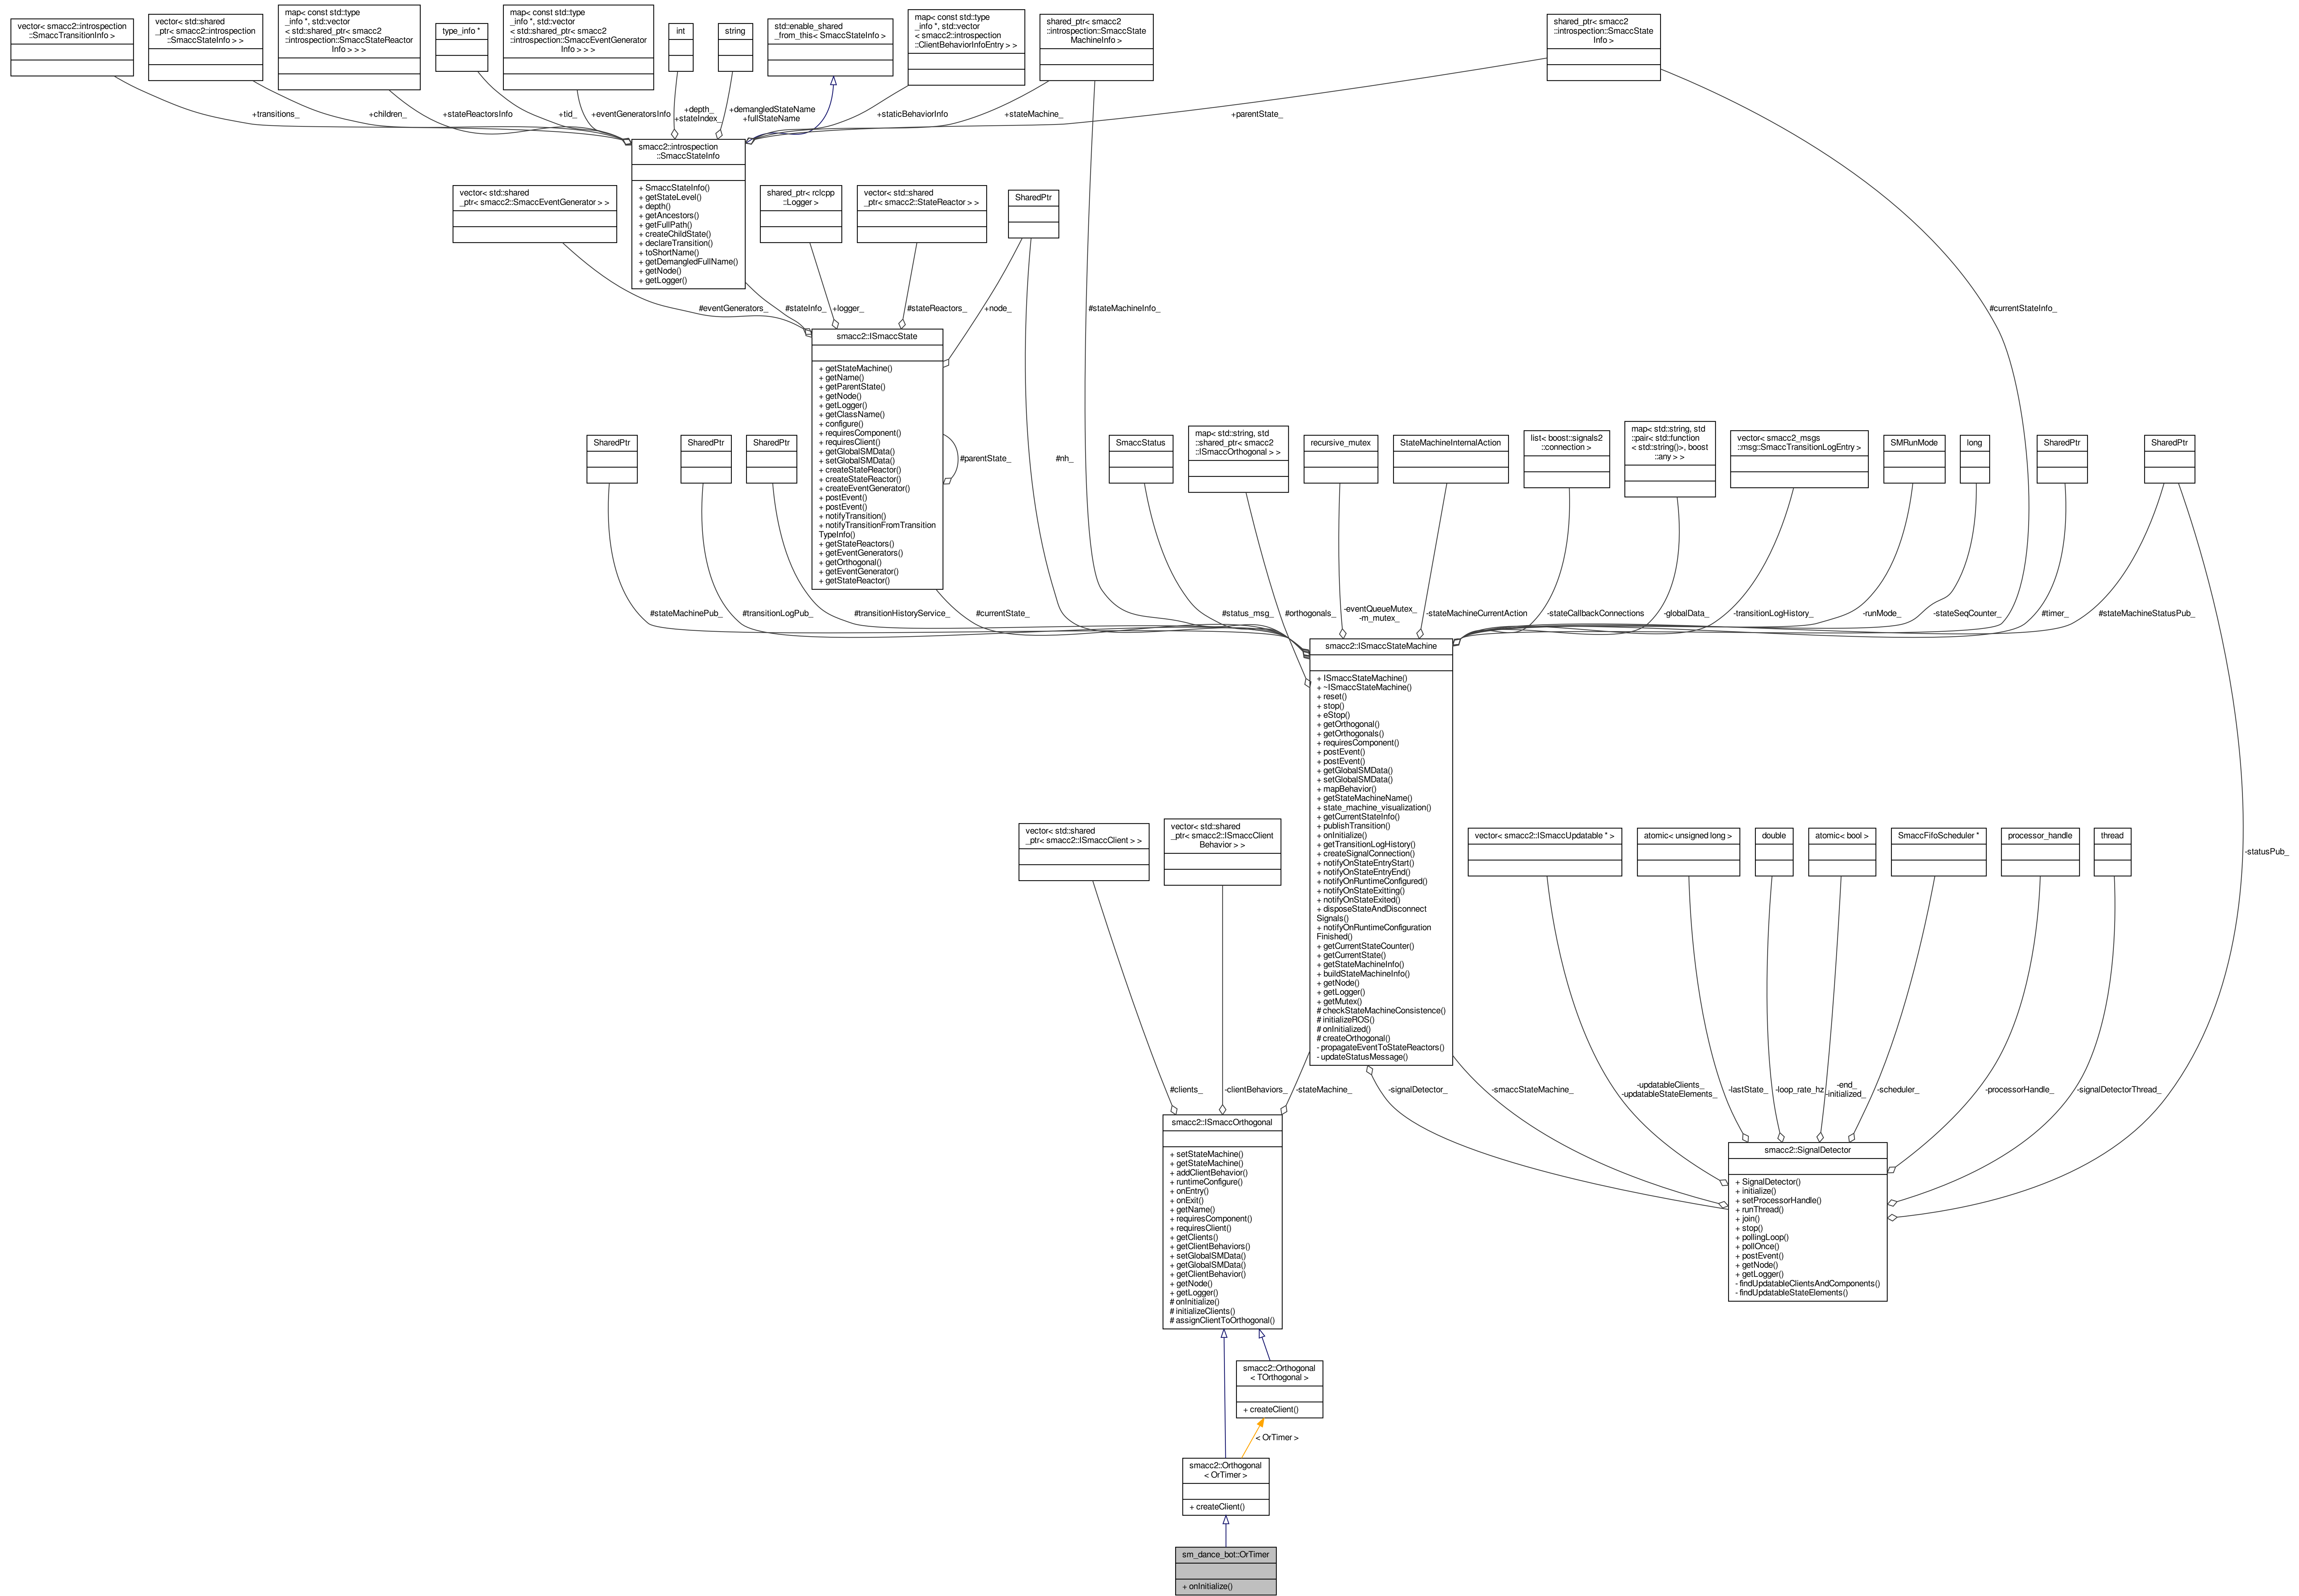 vector< smacc2::introspection
::SmaccTransitionInfo >
vector< std::shared
_ptr< smacc2::introspection
::SmaccStateInfo > >
map< const std::type
_info *, std::vector
< std::shared_ptr< smacc2
::introspection::SmaccStateReactor
Info > > >
type_info *
map< const std::type
_info *, std::vector
< std::shared_ptr< smacc2
::introspection::SmaccEventGenerator
Info > > >
int
string
std::enable_shared
_from_this< SmaccStateInfo >
map< const std::type
_info *, std::vector
< smacc2::introspection
::ClientBehaviorInfoEntry > >
shared_ptr< smacc2
::introspection::SmaccState
MachineInfo >
shared_ptr< smacc2
::introspection::SmaccState
Info >
+transitions_
+children_
+stateReactorsInfo
+tid_
+eventGeneratorsInfo
+depth_
+stateIndex_
+demangledStateName
+fullStateName
+staticBehaviorInfo
+stateMachine_
+parentState_
smacc2::introspection
::SmaccStateInfo
+ SmaccStateInfo()
+ getStateLevel()
+ depth()
+ getAncestors()
+ getFullPath()
+ createChildState()
+ declareTransition()
+ toShortName()
+ getDemangledFullName()
+ getNode()
+ getLogger()
vector< std::shared
_ptr< smacc2::SmaccEventGenerator > >
shared_ptr< rclcpp
::Logger >
vector< std::shared
_ptr< smacc2::StateReactor > >
SharedPtr
#eventGenerators_
#stateInfo_
+logger_
#stateReactors_
+node_
#stateMachineInfo_
#currentStateInfo_
smacc2::ISmaccState
+ getStateMachine()
+ getName()
+ getParentState()
+ getNode()
+ getLogger()
+ getClassName()
+ configure()
+ requiresComponent()
+ requiresClient()
+ getGlobalSMData()
+ setGlobalSMData()
+ createStateReactor()
+ createStateReactor()
+ createEventGenerator()
+ postEvent()
+ postEvent()
+ notifyTransition()
+ notifyTransitionFromTransition
TypeInfo()
+ getStateReactors()
+ getEventGenerators()
+ getOrthogonal()
+ getEventGenerator()
+ getStateReactor()
#parentState_
#nh_
SharedPtr
SharedPtr
SharedPtr
SmaccStatus
map< std::string, std
::shared_ptr< smacc2
::ISmaccOrthogonal > >
recursive_mutex
StateMachineInternalAction
list< boost::signals2
::connection >
map< std::string, std
::pair< std::function
< std::string()>, boost
::any > >
vector< smacc2_msgs
::msg::SmaccTransitionLogEntry >
SMRunMode
long
SharedPtr
SharedPtr
#stateMachinePub_
#transitionLogPub_
#transitionHistoryService_
#currentState_
#status_msg_
#orthogonals_
-eventQueueMutex_
-m_mutex_
-stateMachineCurrentAction
-stateCallbackConnections
-globalData_
-transitionLogHistory_
-runMode_
-stateSeqCounter_
#timer_
#stateMachineStatusPub_
smacc2::ISmaccStateMachine
+ ISmaccStateMachine()
+ ~ISmaccStateMachine()
+ reset()
+ stop()
+ eStop()
+ getOrthogonal()
+ getOrthogonals()
+ requiresComponent()
+ postEvent()
+ postEvent()
+ getGlobalSMData()
+ setGlobalSMData()
+ mapBehavior()
+ getStateMachineName()
+ state_machine_visualization()
+ getCurrentStateInfo()
+ publishTransition()
+ onInitialize()
+ getTransitionLogHistory()
+ createSignalConnection()
+ notifyOnStateEntryStart()
+ notifyOnStateEntryEnd()
+ notifyOnRuntimeConfigured()
+ notifyOnStateExitting()
+ notifyOnStateExited()
+ disposeStateAndDisconnect
Signals()
+ notifyOnRuntimeConfiguration
Finished()
+ getCurrentStateCounter()
+ getCurrentState()
+ getStateMachineInfo()
+ buildStateMachineInfo()
+ getNode()
+ getLogger()
+ getMutex()
# checkStateMachineConsistence()
# initializeROS()
# onInitialized()
# createOrthogonal()
- propagateEventToStateReactors()
- updateStatusMessage()
vector< std::shared
_ptr< smacc2::ISmaccClient > >
vector< std::shared
_ptr< smacc2::ISmaccClient
Behavior > >
vector< smacc2::ISmaccUpdatable * >
atomic< unsigned long >
double
atomic< bool >
SmaccFifoScheduler *
processor_handle
thread
-statusPub_
#clients_
-clientBehaviors_
-stateMachine_
-signalDetector_
-smaccStateMachine_
-updatableClients_
-updatableStateElements_
-lastState_
-loop_rate_hz
-end_
-initialized_
-scheduler_
-processorHandle_
-signalDetectorThread_
smacc2::ISmaccOrthogonal
+ setStateMachine()
+ getStateMachine()
+ addClientBehavior()
+ runtimeConfigure()
+ onEntry()
+ onExit()
+ getName()
+ requiresComponent()
+ requiresClient()
+ getClients()
+ getClientBehaviors()
+ setGlobalSMData()
+ getGlobalSMData()
+ getClientBehavior()
+ getNode()
+ getLogger()
# onInitialize()
# initializeClients()
# assignClientToOrthogonal()
smacc2::SignalDetector
+ SignalDetector()
+ initialize()
+ setProcessorHandle()
+ runThread()
+ join()
+ stop()
+ pollingLoop()
+ pollOnce()
+ postEvent()
+ getNode()
+ getLogger()
- findUpdatableClientsAndComponents()
- findUpdatableStateElements()
smacc2::Orthogonal
< TOrthogonal >
+ createClient()
< OrTimer >
smacc2::Orthogonal
< OrTimer >
+ createClient()
sm_dance_bot::OrTimer
+ onInitialize()